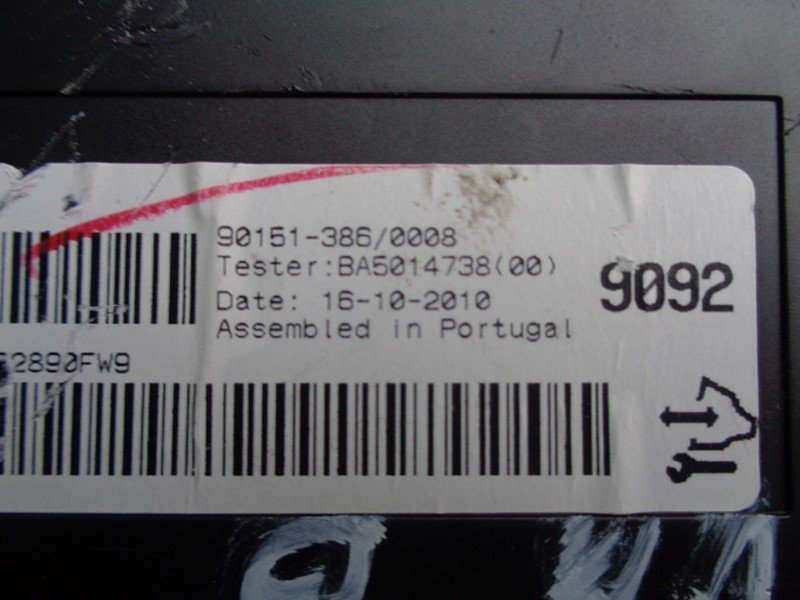 90151-386/0008
Tester:BA5014738(00)
Date: 16-10-2010
Assembled in Portugal
9092
2890FW9